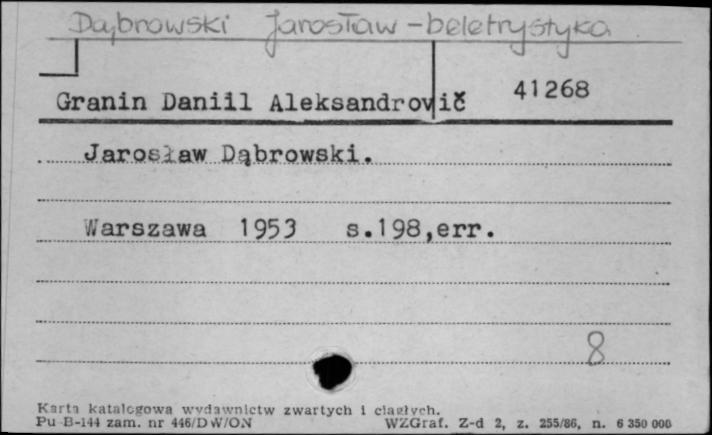 Dąbrowski Jarosław - beletrystyka
Granin Daniil Aleksandrovič 41268
Jarosław Dąbrowski.
Warszawa 1953 s.198,err.
8
Karta katalogowa wydawnictw zwartych i ciągłych.
Pu B-144 zam. nr 446/DW/ON WZGraf. Z-d 2, z. 255/86, n. 6 350 000